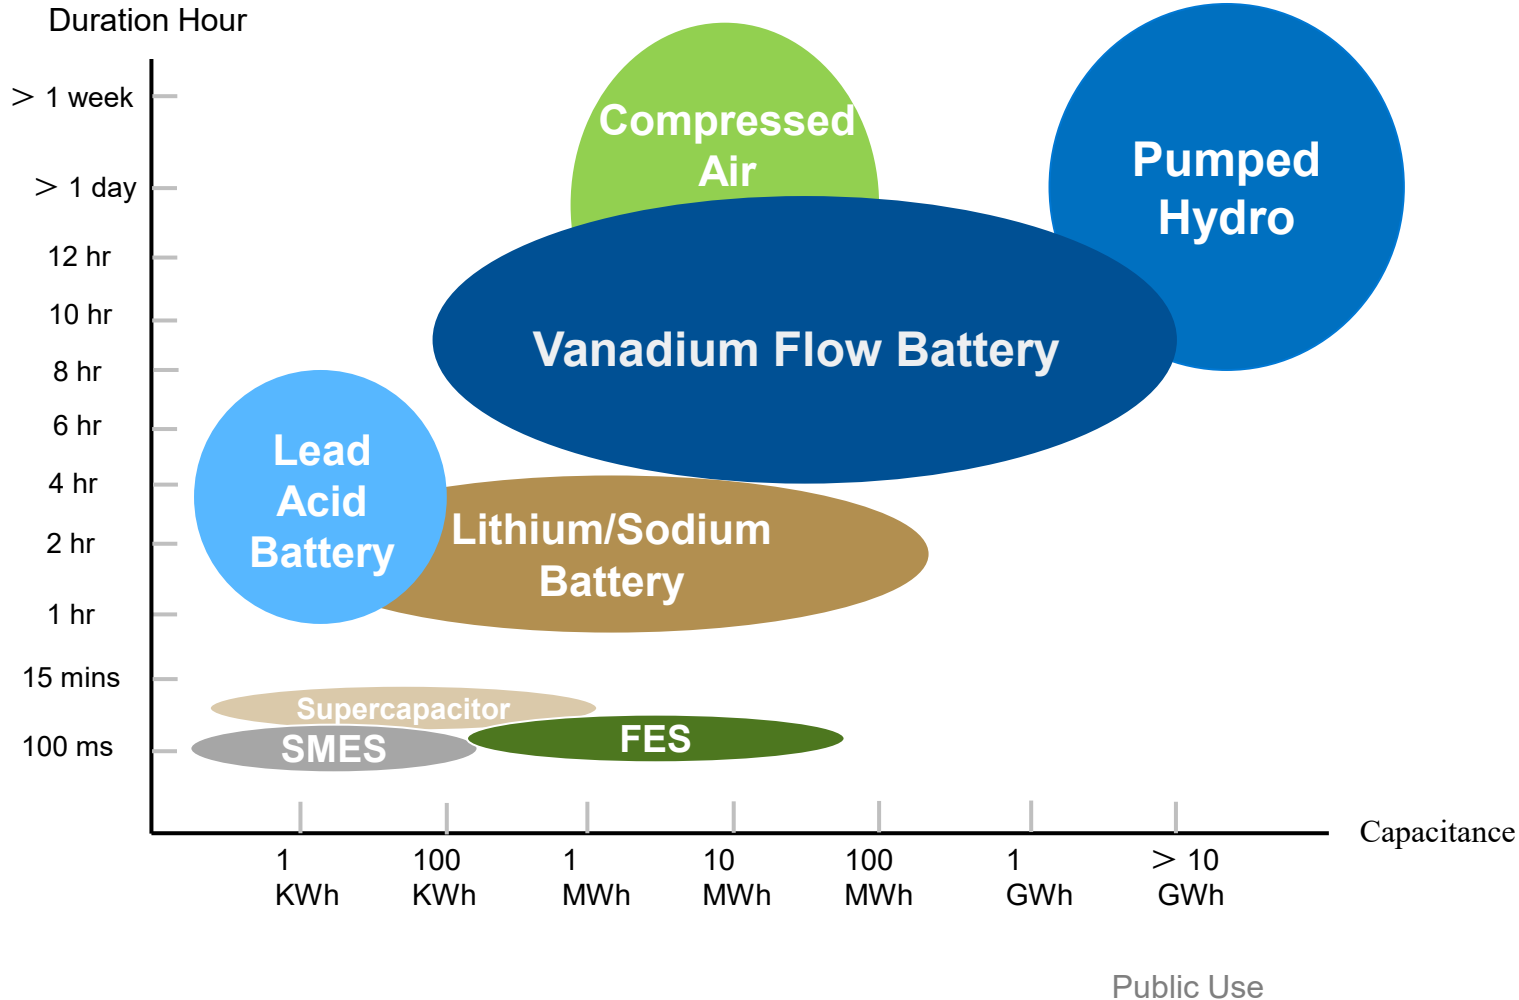 Duration Hour
＞ 1 week
＞ 1 day
12 hr
10 hr
8 hr
6 hr
4 hr
2 hr
1 hr
15 mins
100 ms
Compressed
Air
Pumped
Hydro
Vanadium Flow Battery
Lead
Acid
Battery
Lithium/Sodium
Battery
Supercapacitor
SMES
FES
1
KWh
100
KWh
1
MWh
10
MWh
100
MWh
1
GWh
＞ 10
GWh
Capacitance
Public Use